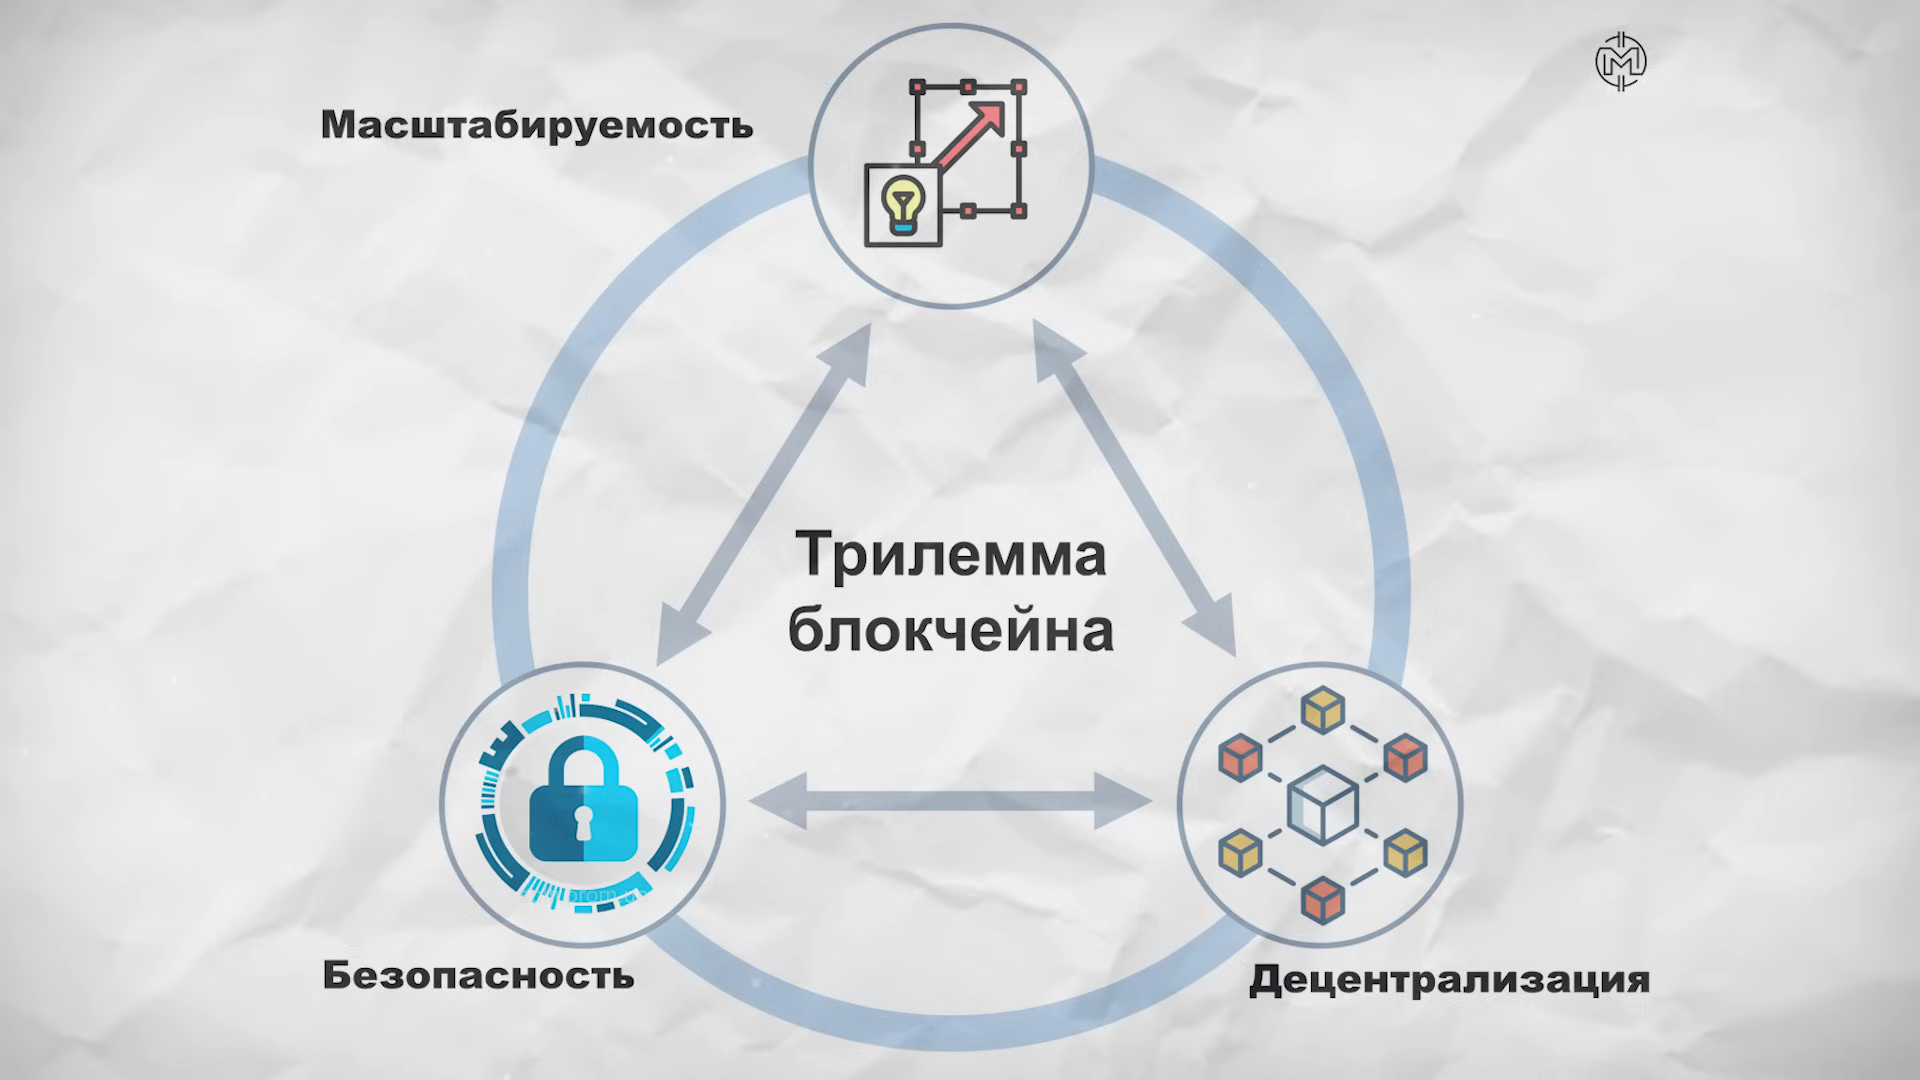 Масштабируемость
Трилемма
блокчейна
Безопасность
Децентрализация